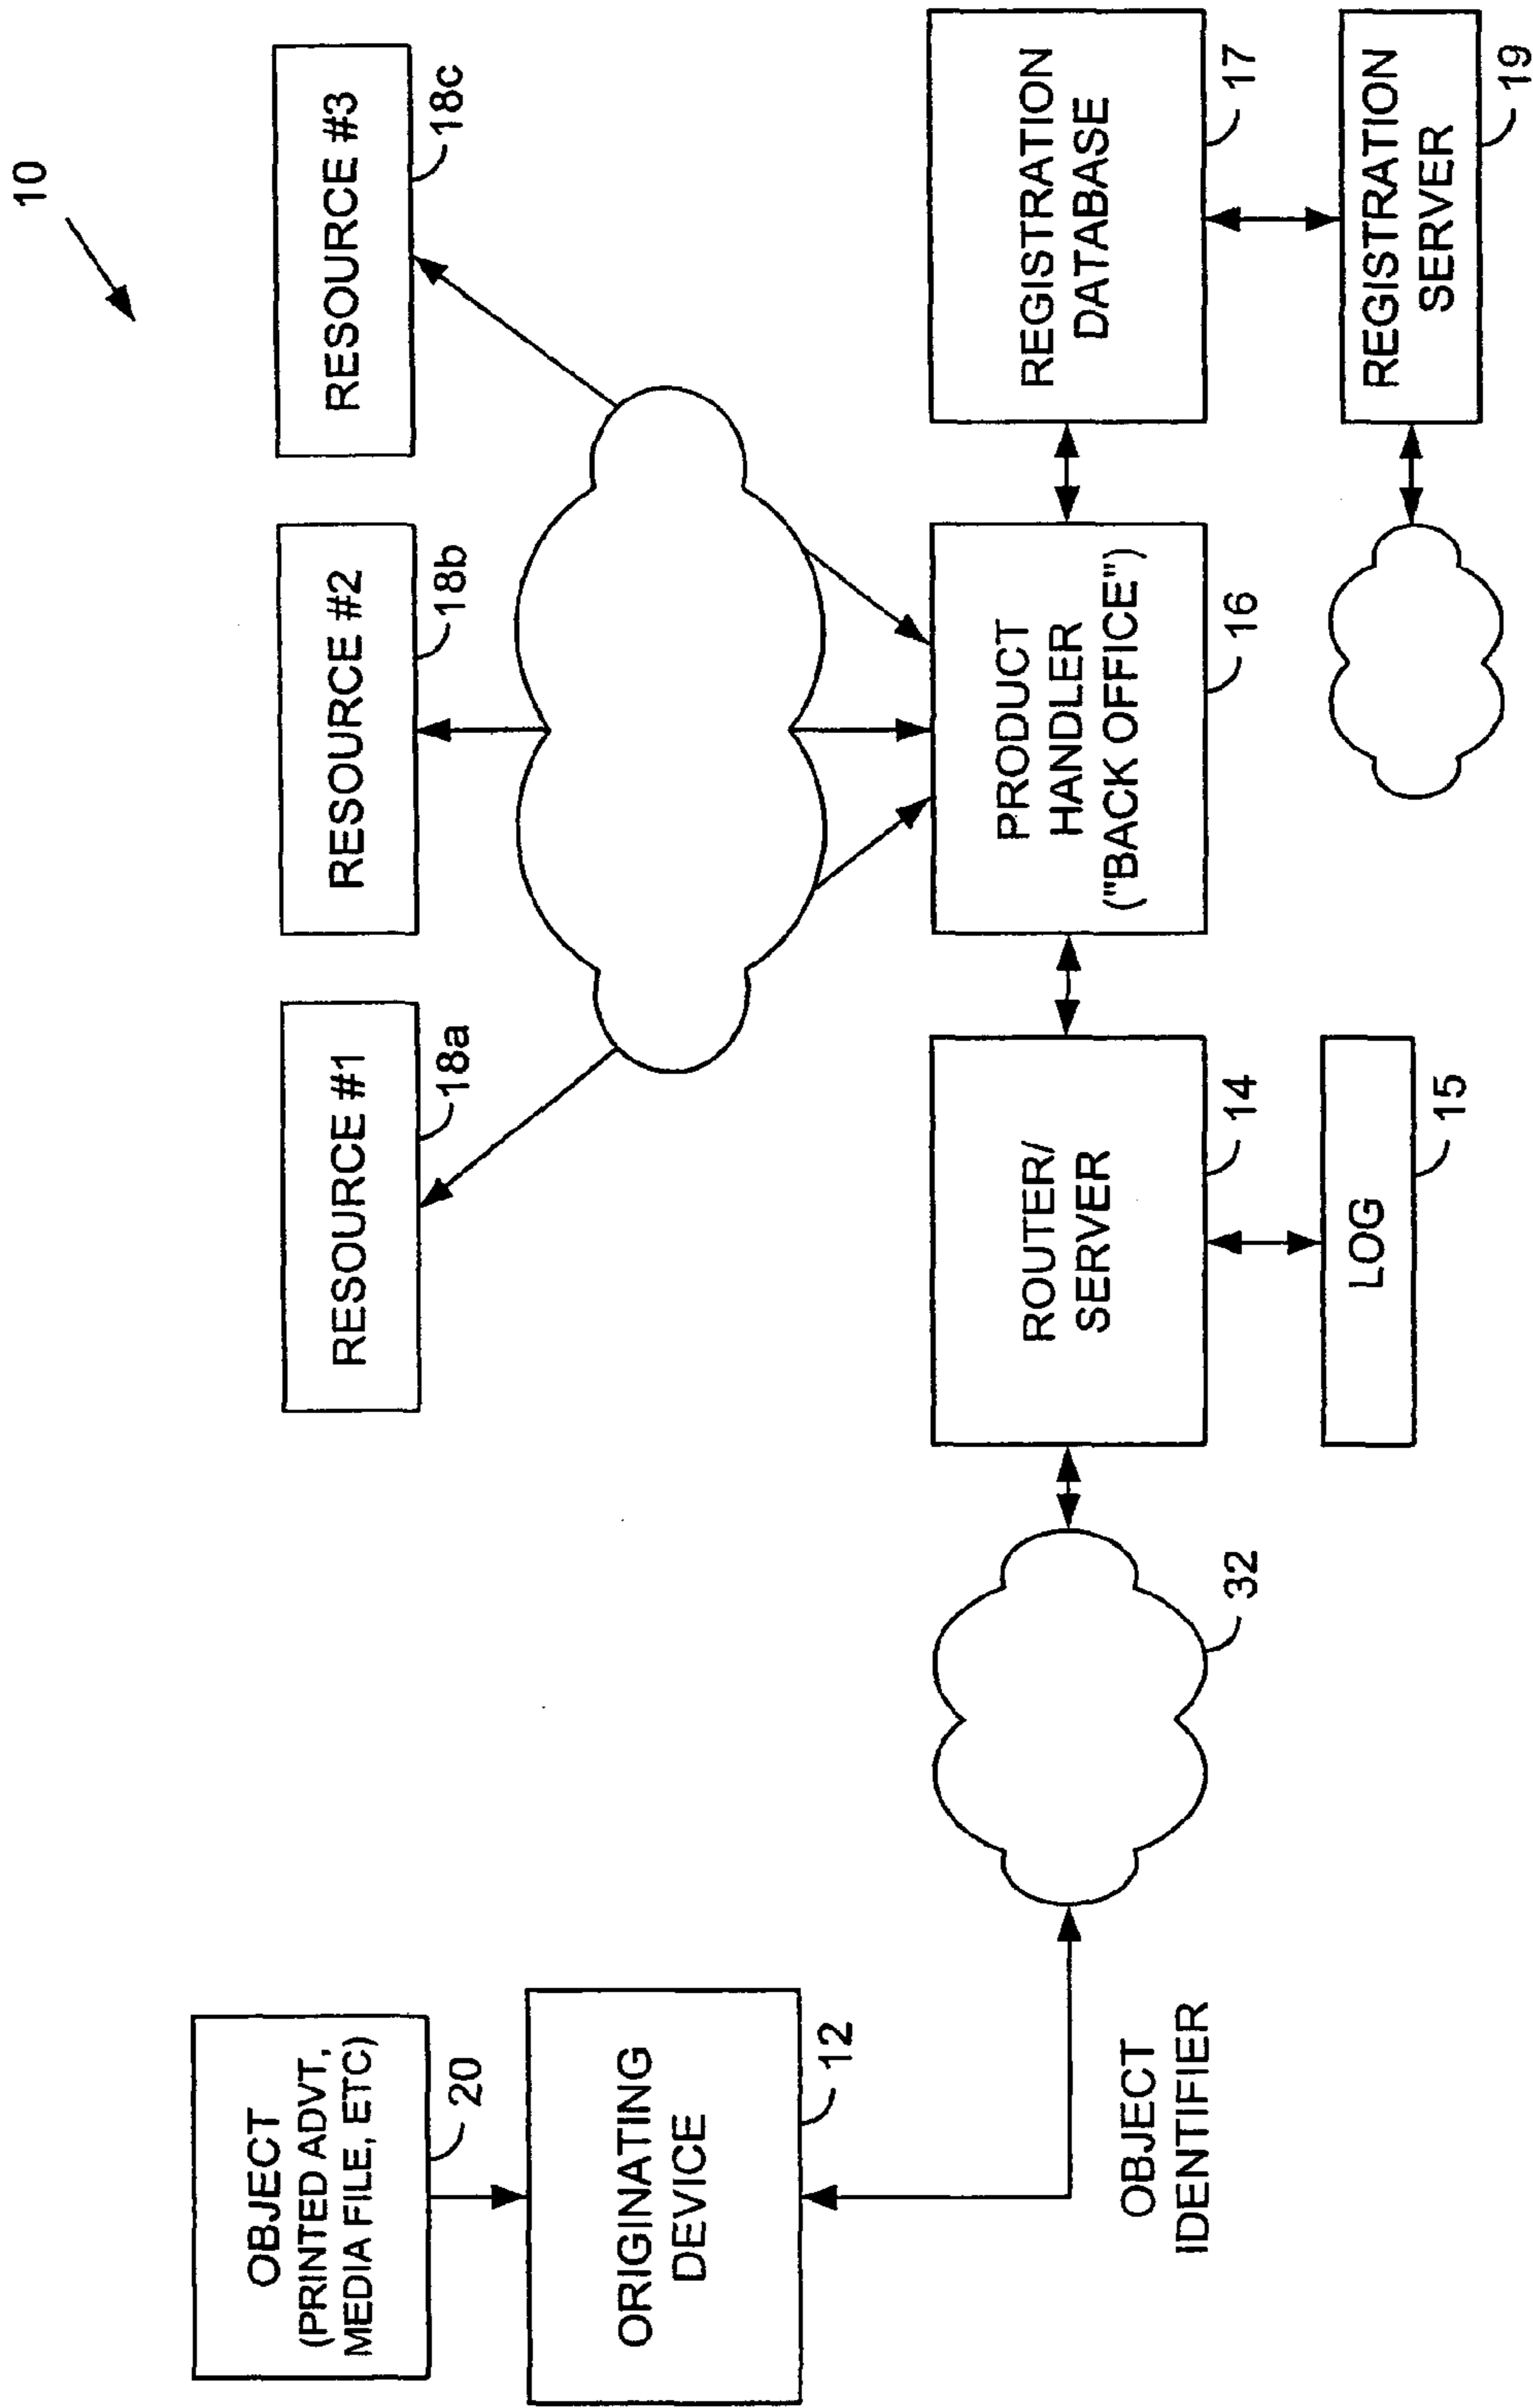 10
RESOURCE #1
18a
RESOURCE #2
18b
RESOURCE #3
18c
OBJECT
(PRINTED ADVT,
MEDIA FILE, ETC)
20
ORIGINATING
DEVICE
12
OBJECT
IDENTIFIER
32
ROUTER/
SERVER
14
LOG
15
PRODUCT
HANDLER
("BACK OFFICE")
16
REGISTRATION
DATABASE
17
REGISTRATION
SERVER
19